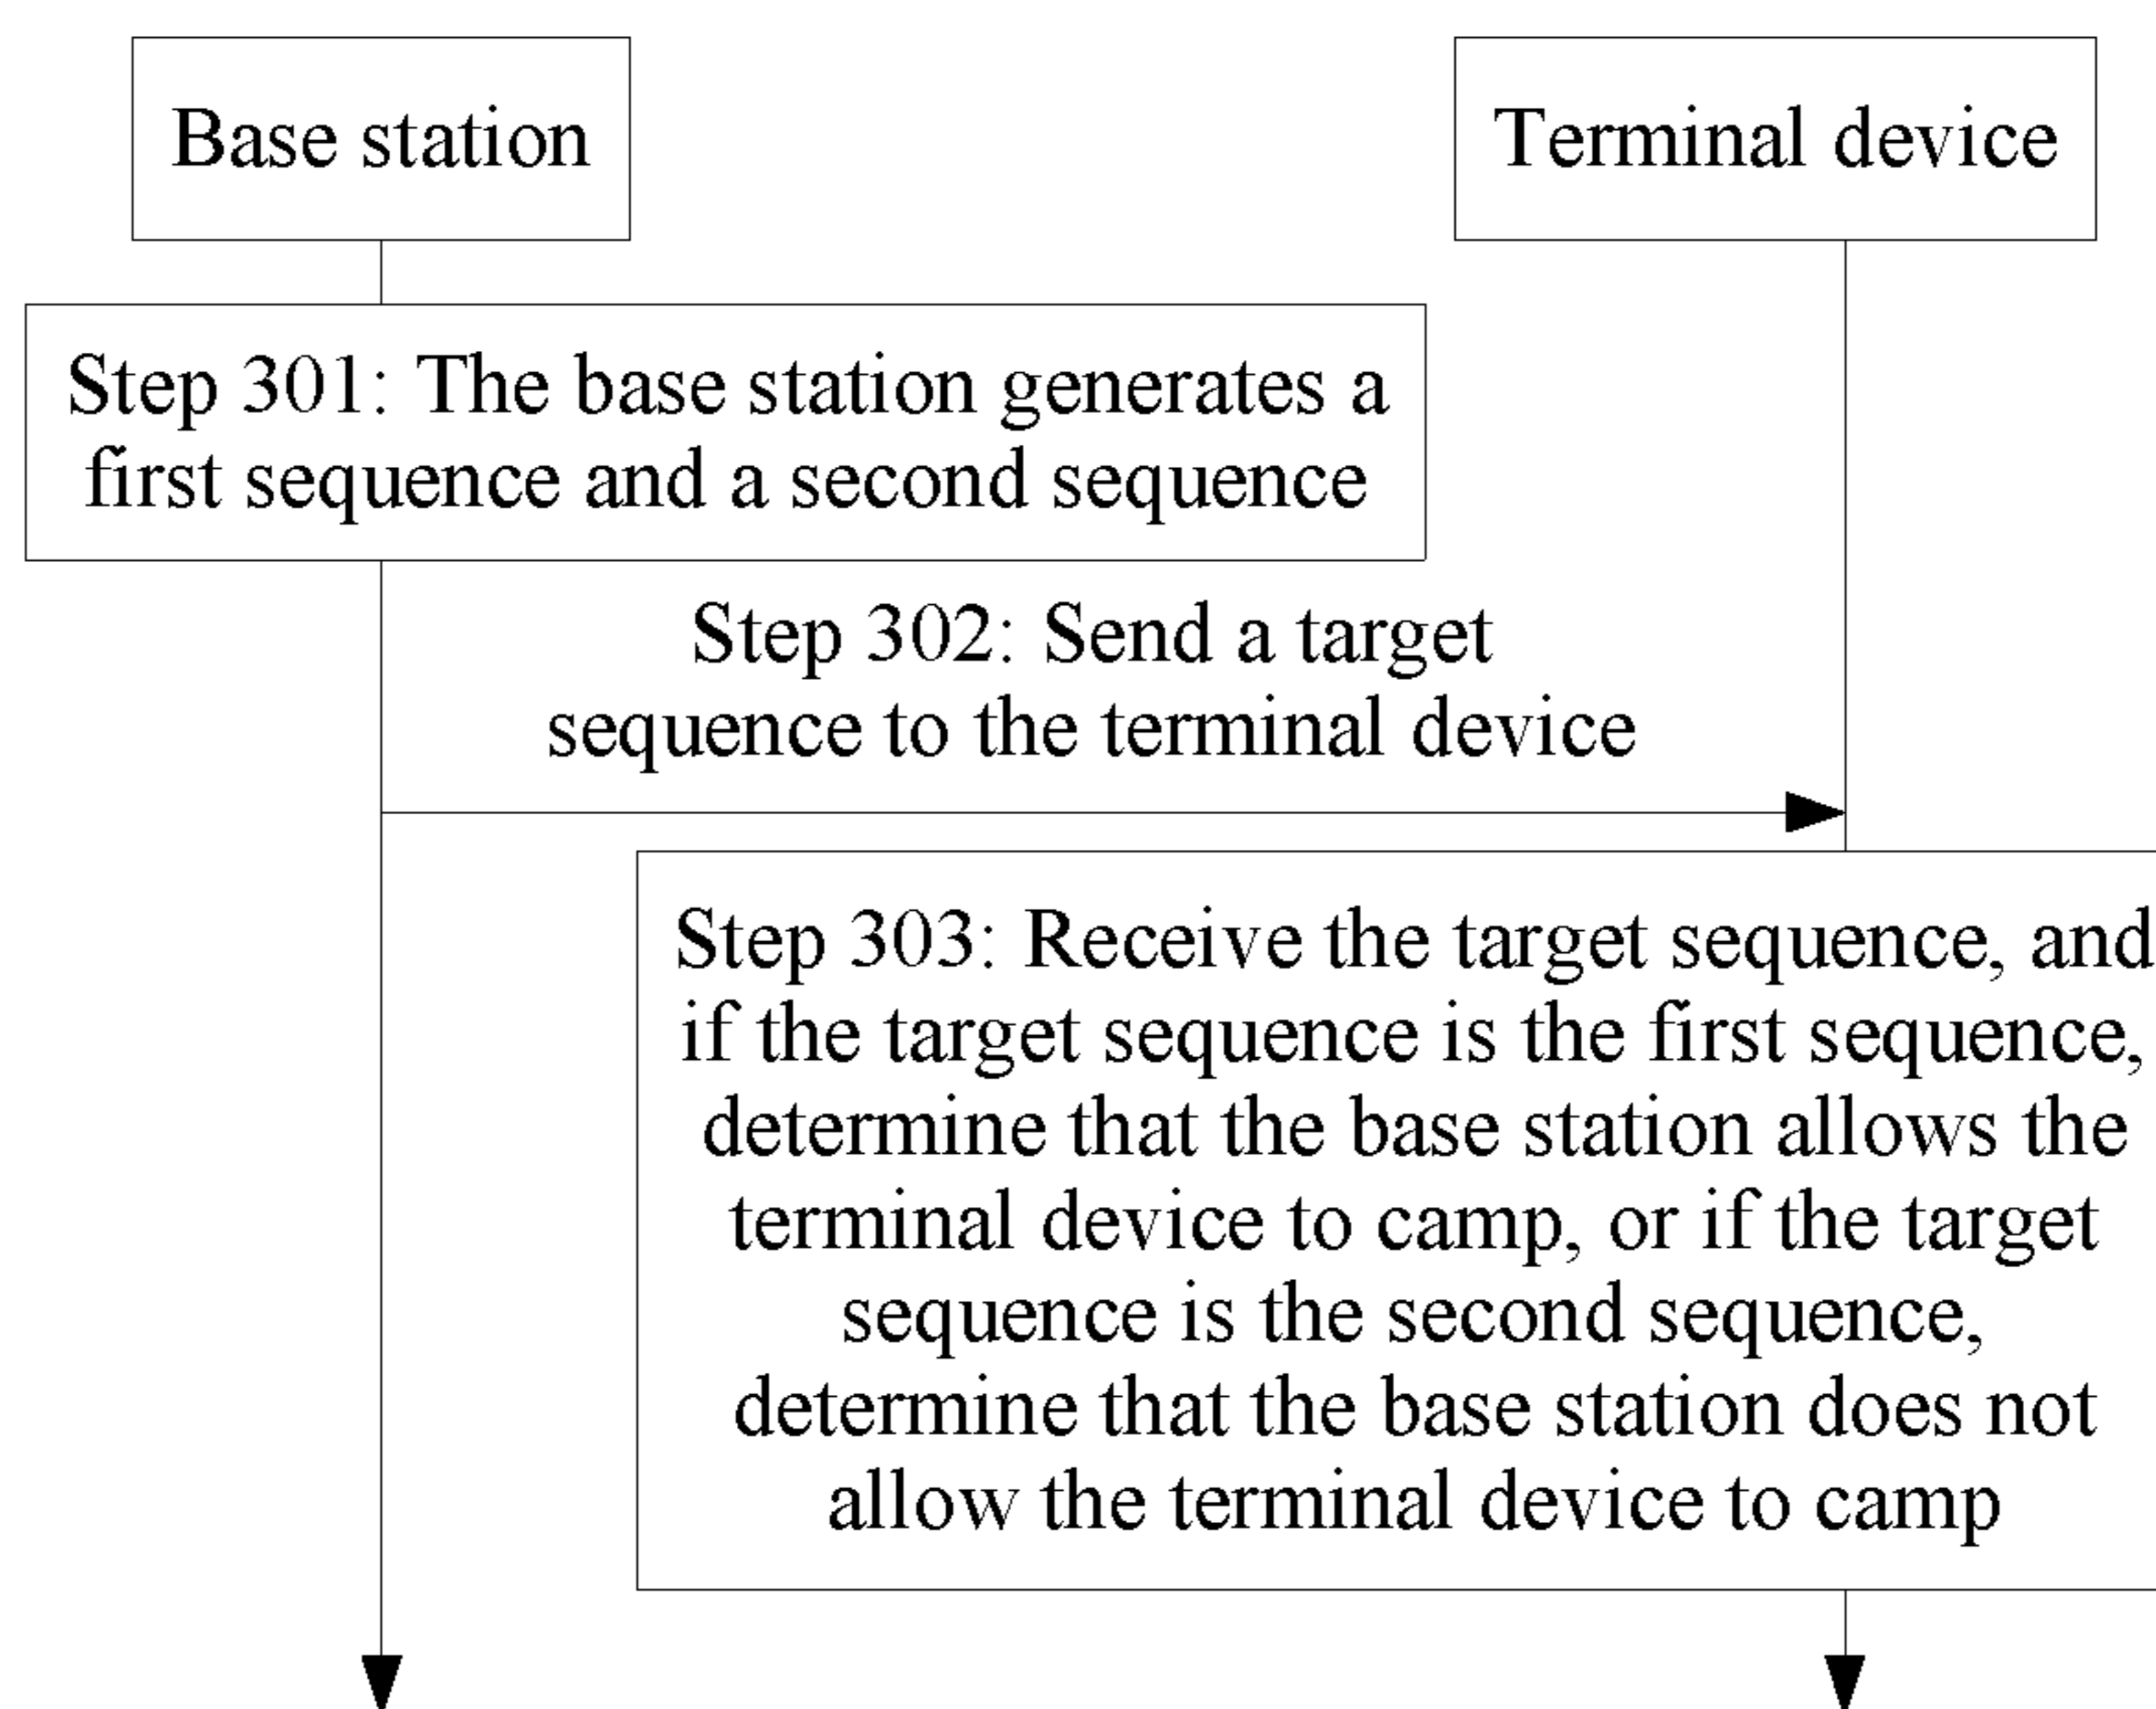 Base station
Terminal device
Step 301: The base station generates a
first sequence and a second sequence
Step 302: Send a target
sequence to the terminal device
Step 303: Receive the target sequence, and
if the target sequence is the first sequence,
determine that the base station allows the
terminal device to camp, or if the target
sequence is the second sequence,
determine that the base station does not
allow the terminal device to camp